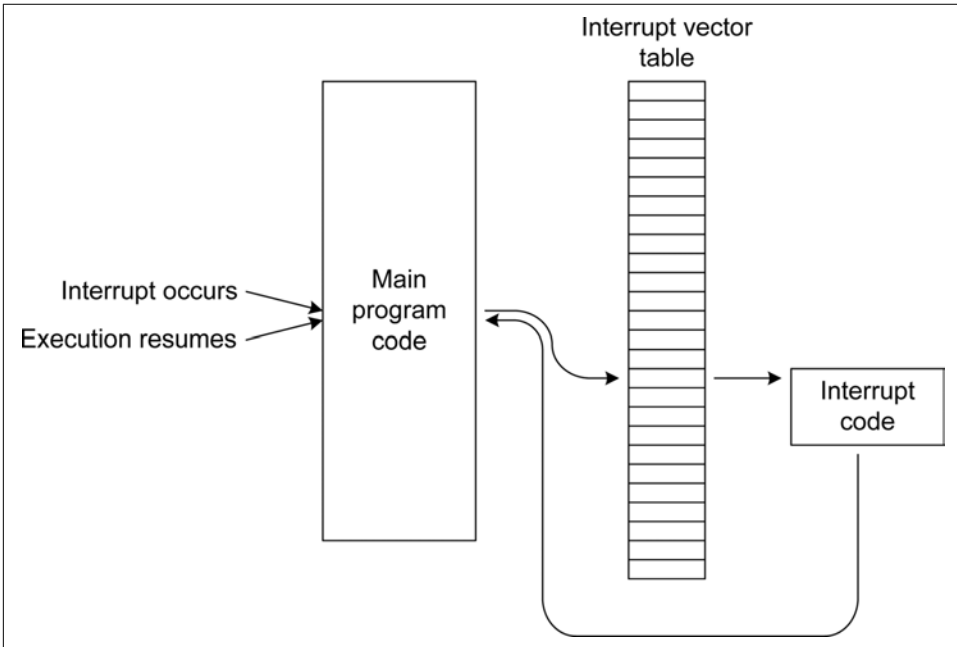 Interrupt vector
table
Interrupt occurs
Execution resumes
Main
program
code
Interrupt
code